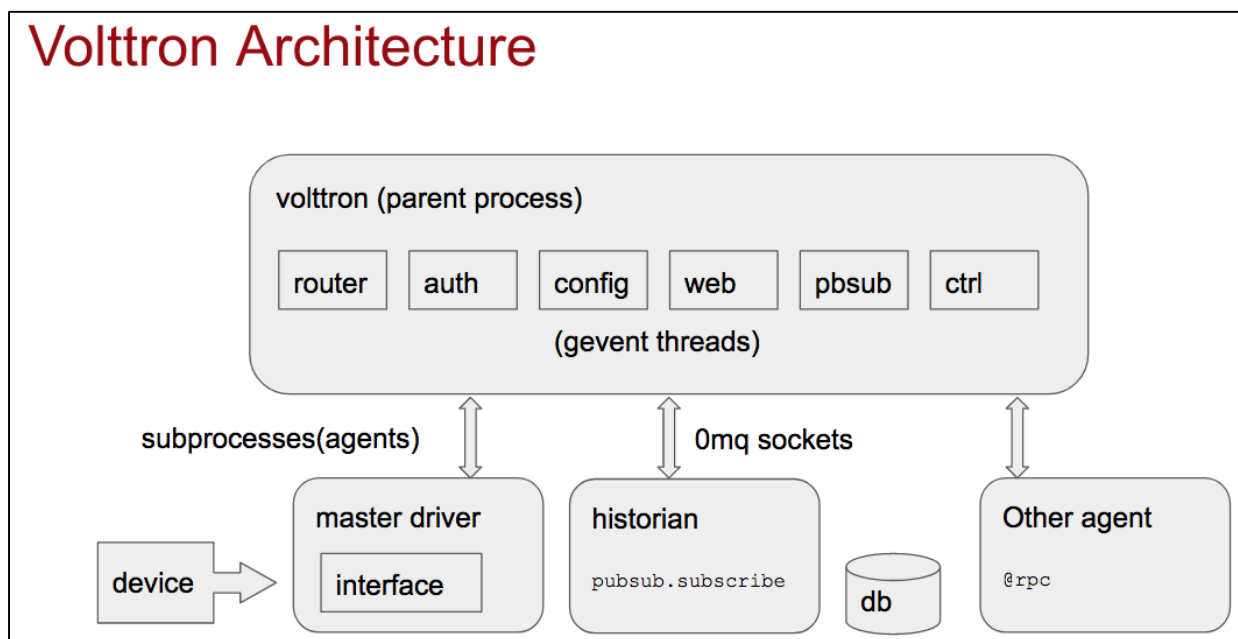 Volttron Architecture
volttron (parent process)
router
auth
config
web
pbsub
ctrl
(gevent threads)
subprocesses(agents)
0mq sockets
master driver
historian
Other agent
device
interface
pubsub.subscribe
db
@rpc